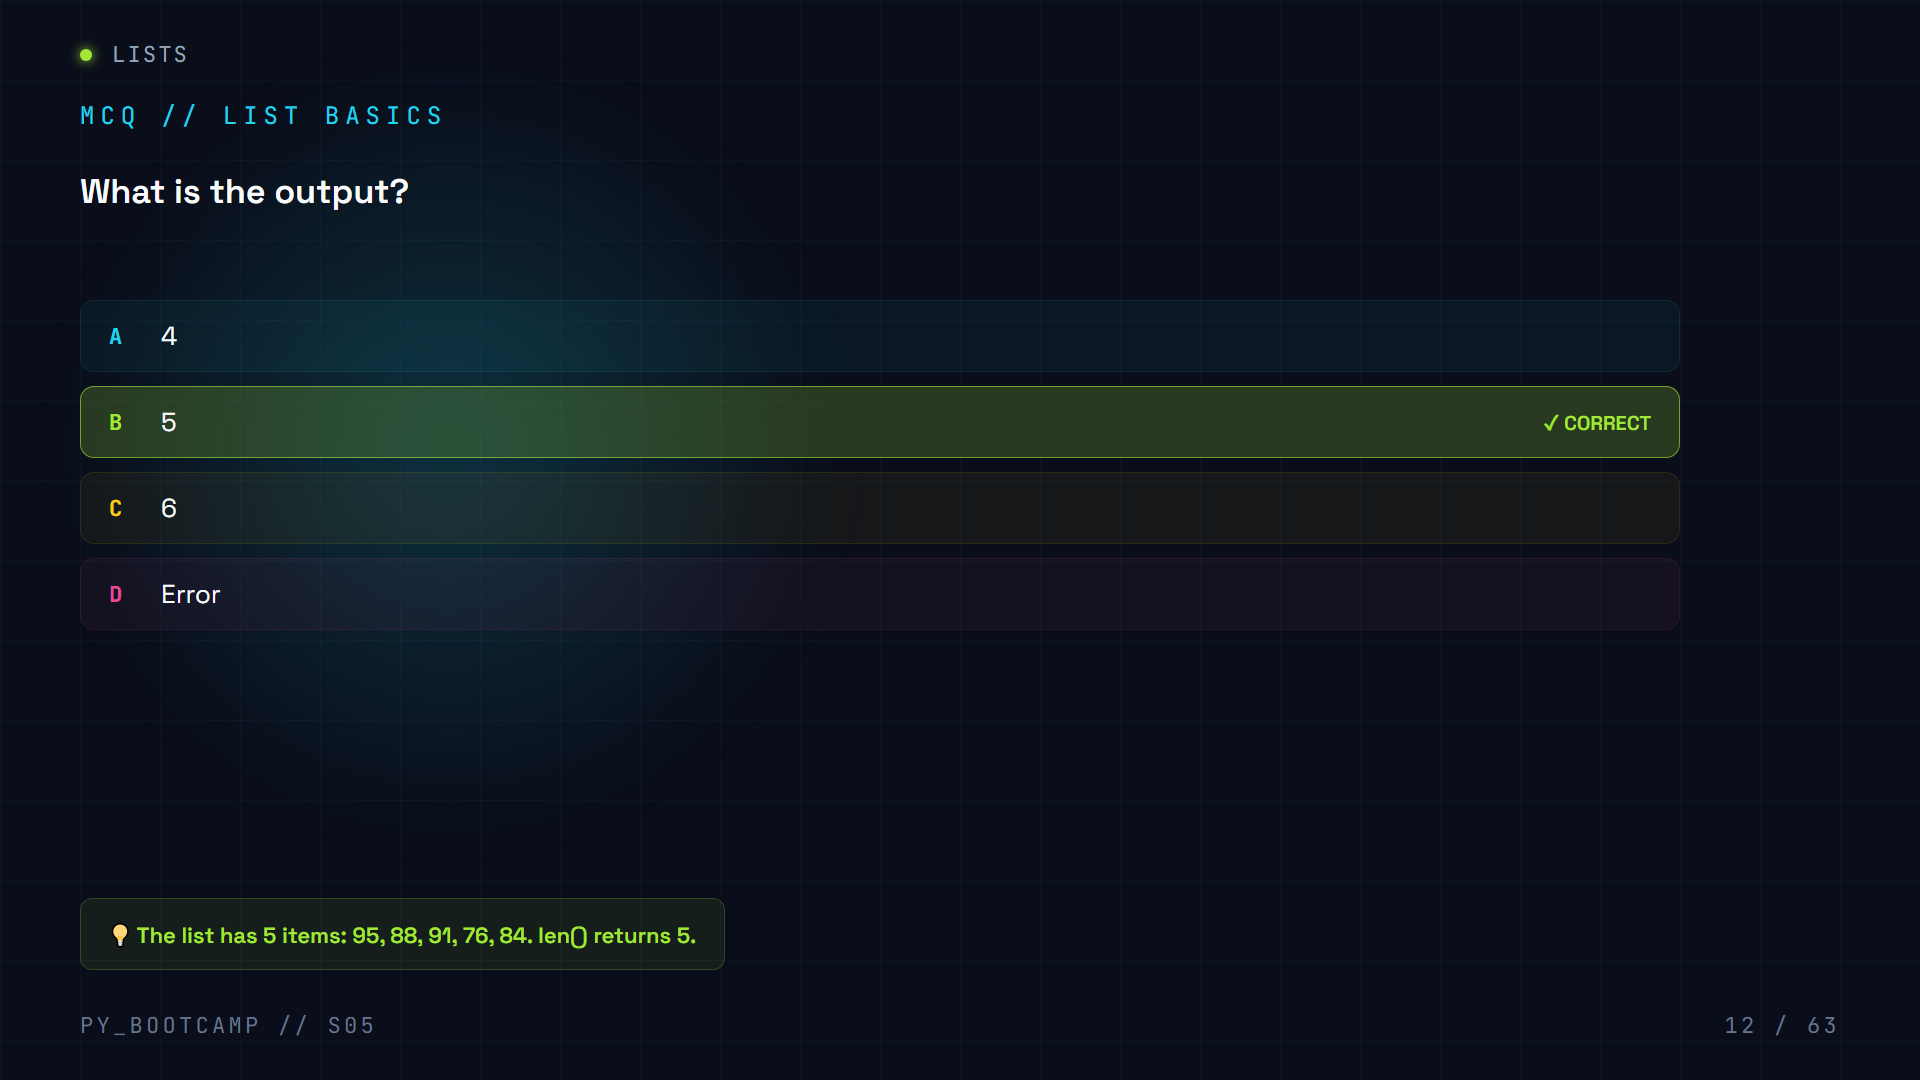 LISTS
MCQ // LIST BASICS
What is the output?
A 4
B 5 ✓ CORRECT
C 6
D Error
💡 The list has 5 items: 95, 88, 91, 76, 84. len() returns 5.
PY_BOOTCAMP // S05
12 / 63